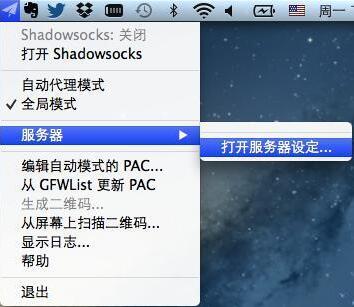 周一
Shadowsocks: 关闭
打开 Shadowsocks
自动代理模式
全局模式
服务器
打开服务器设定...
编辑自动模式的 PAC...
从 GFWList 更新 PAC
生成二维码...
从屏幕上扫描二维码...
显示日志...
帮助
退出